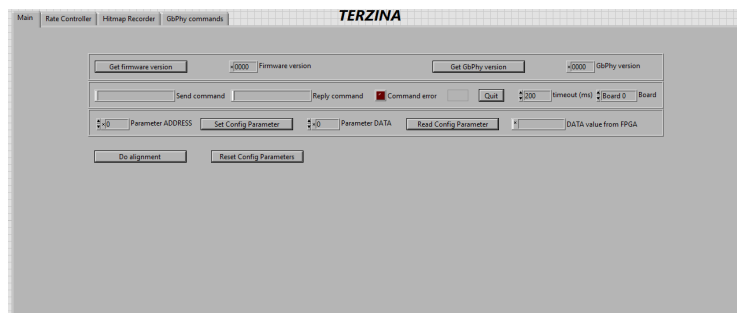 TERZINA
Main Rate Controller Hitmap Recorder GbPhy commands
Get firmware version x0000 Firmware version Get GbPhy version x0000 GbPhy version
Send command Reply command Command error Quit 200 timeout (ms) Board 0 Board
x0 Parameter ADDRESS Set Config Parameter x0 Parameter DATA Read Config Parameter x DATA value from FPGA
Do alignment Reset Config Parameters